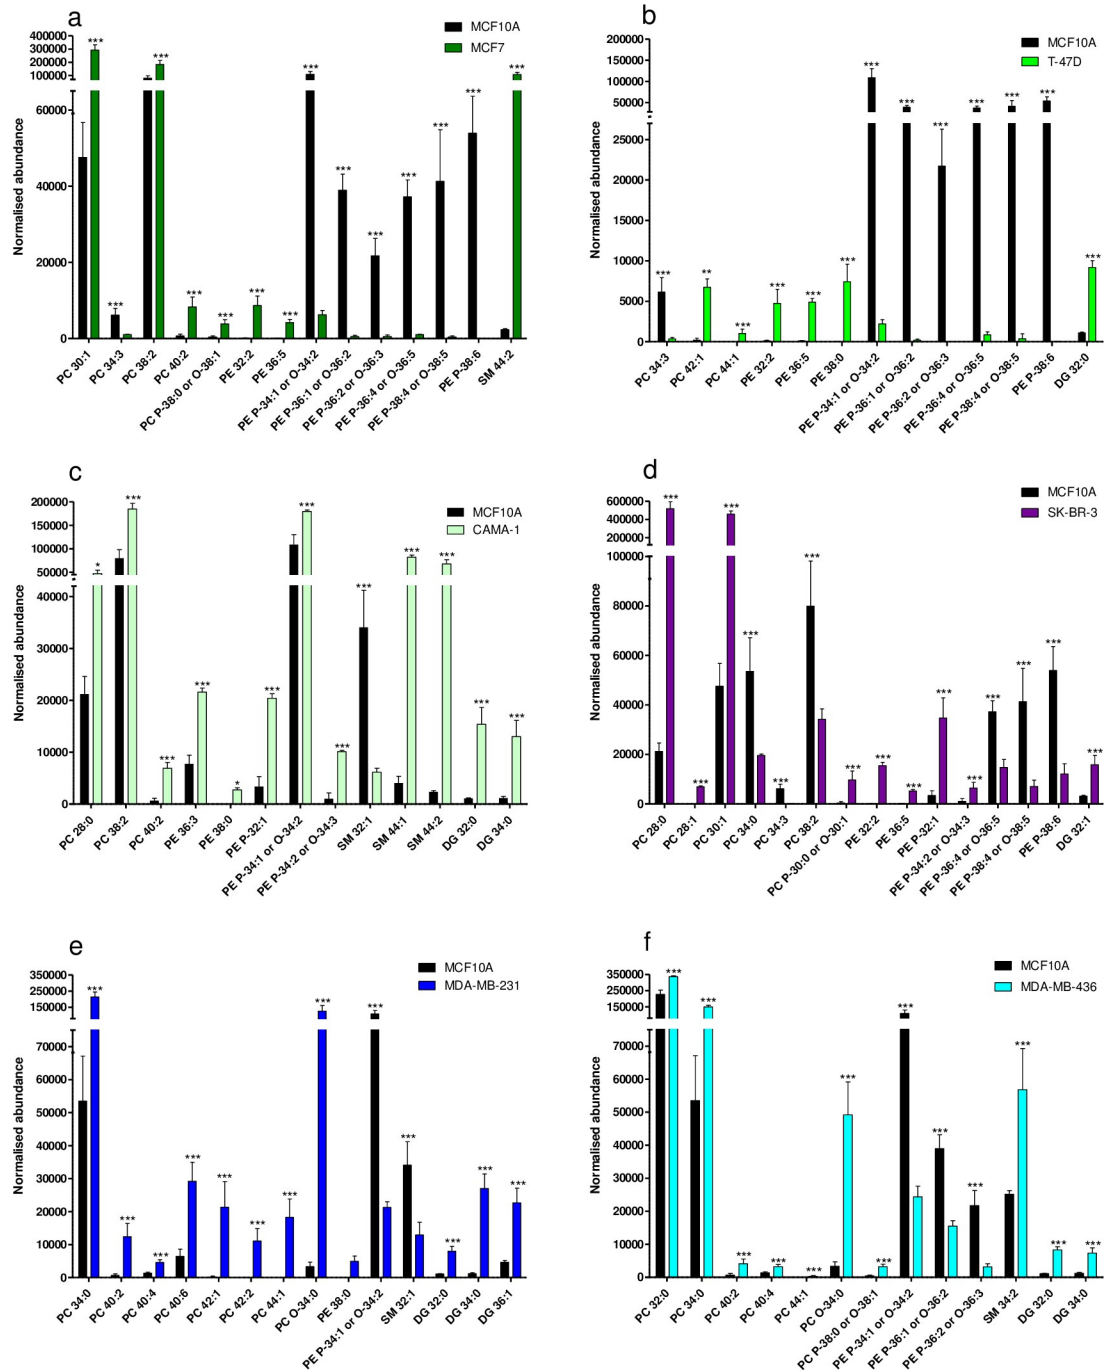 a
MCF10A
MCF7
Normalised abundance
400000
300000
200000
100000
60000
40000
20000
0
*** *** *** *** *** *** *** *** *** *** *** *** *** ***
PC 30:1
PC 34:3
PC 38:2
PC 40:2
PC P-38:0 or O-38:1
PE 32:2
PE 36:5
PE P-34:1 or O-34:2
PE P-36:1 or O-36:2
PE P-36:2 or O-36:3
PE P-36:4 or O-36:5
PE P-38:4 or O-38:5
PE P-38:6
SM 44:2
b
MCF10A
T-47D
Normalised abundance
200000
150000
100000
50000
25000
20000
15000
10000
5000
0
*** ** *** *** *** *** *** *** *** *** *** *** ***
PC 34:3
PC 42:1
PC 44:1
PE 32:2
PE 36:5
PE 38:0
PE P-34:1 or O-34:2
PE P-36:1 or O-36:2
PE P-36:2 or O-36:3
PE P-36:4 or O-36:5
PE P-38:4 or O-38:5
PE P-38:6
DG 32:0
c
MCF10A
CAMA-1
Normalised abundance
200000
150000
100000
50000
40000
20000
10000
0
* *** *** *** * *** *** *** *** *** *** *** ***
PC 28:0
PC 38:2
PC 40:2
PE 36:3
PE 38:0
PE P-32:1
PE P-34:1 or O-34:2
PE P-34:2 or O-34:3
SM 32:1
SM 44:1
SM 44:2
DG 32:0
DG 34:0
d
MCF10A
SK-BR-3
Normalised abundance
600000
500000
400000
300000
200000
100000
80000
60000
40000
20000
0
*** *** *** *** *** *** *** *** *** *** *** *** *** *** ***
PC 28:0
PC 28:1
PC 30:1
PC 34:0
PC 34:3
PC 38:2
PC P-30:0 or O-30:1
PE 32:2
PE 36:5
PE P-32:1
PE P-34:2 or O-34:3
PE P-36:4 or O-36:5
PE P-38:4 or O-38:5
PE P-38:6
DG 32:1
e
MCF10A
MDA-MB-231
Normalised abundance
350000
250000
150000
50000
70000
60000
50000
40000
30000
20000
10000
0
*** *** *** *** *** *** *** *** *** *** *** *** ***
PC 34:0
PC 40:2
PC 40:4
PC 40:6
PC 42:1
PC 42:2
PC 44:1
PC O-34:0
PE 38:0
PE P-34:1 or O-34:2
SM 32:1
DG 32:0
DG 34:0
DG 36:1
f
MCF10A
MDA-MB-436
Normalised abundance
350000
250000
150000
50000
70000
60000
50000
40000
30000
20000
10000
0
*** *** *** *** *** *** *** *** *** *** *** *** ***
PC 32:0
PC 34:0
PC 40:2
PC 40:4
PC 44:1
PC O-34:0
PC P-38:0 or O-38:1
PE P-34:1 or O-34:2
PE P-36:1 or O-36:2
PE P-36:2 or O-36:3
SM 34:2
DG 32:0
DG 34:0